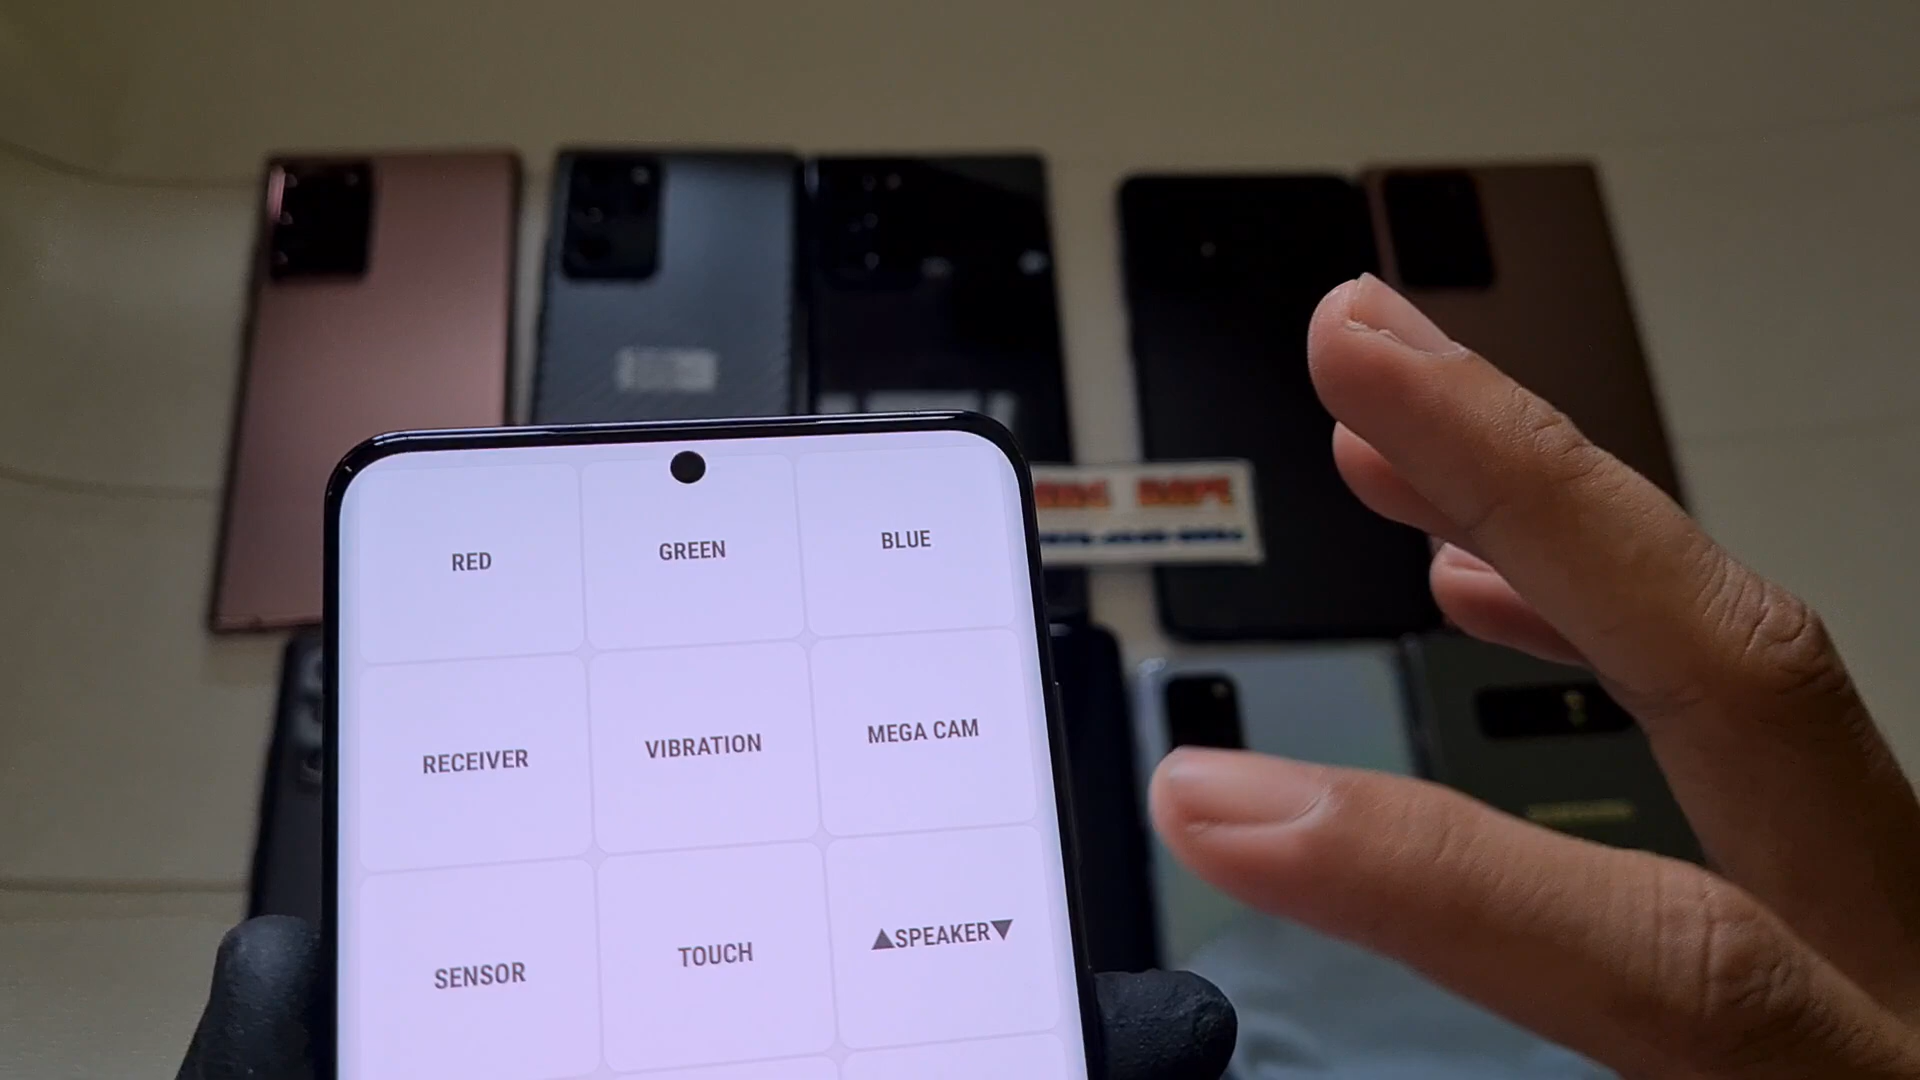 RED GREEN BLUE
RECEIVER VIBRATION MEGA CAM
SENSOR TOUCH ▲SPEAKER▼